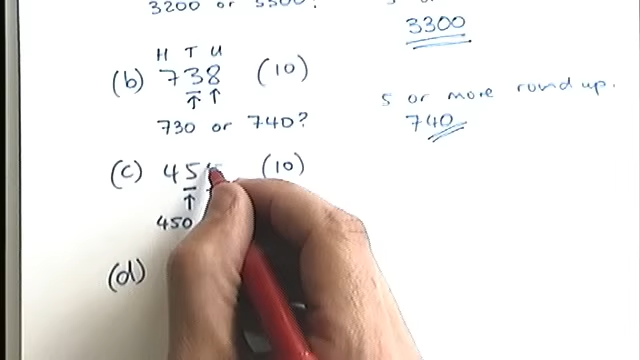 3200 or 3300?
3300
H T U
(b) 738 (10)
5 or more round up.
730 or 740?
740
(c) 45 (10)
450
(d)